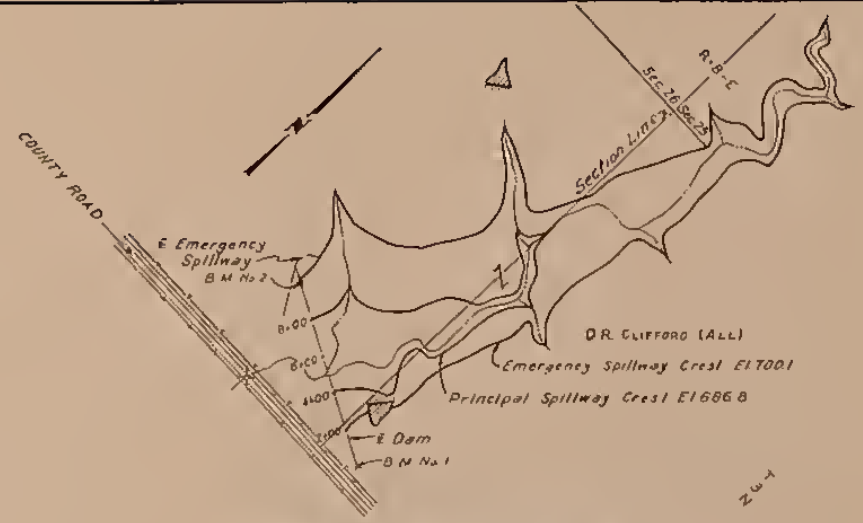 R-8-E
Sec. 26 Sec. 25
Section Line
COUNTY ROAD
N
℄ Emergency
Spillway
B M No. 2
8+00
6+00
4+00
2+00
℄ Dam
B M No. 1
DR. CLIFFORD (ALL)
Emergency Spillway Crest El. 700.1
Principal Spillway Crest El 686.8